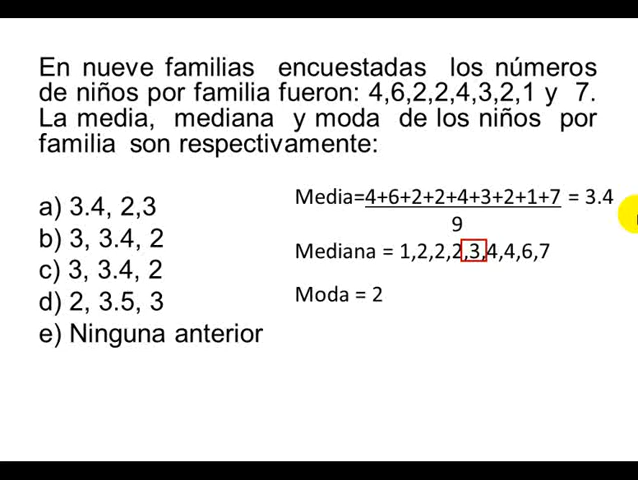 En nueve familias encuestadas los números
de niños por familia fueron: 4,6,2,2,4,3,2,1 y 7.
La media, mediana y moda de los niños por
familia son respectivamente:
a) 3.4, 2,3
b) 3, 3.4, 2
c) 3, 3.4, 2
d) 2, 3.5, 3
e) Ninguna anterior
Media=4+6+2+2+4+3+2+1+7 = 3.4
9
Mediana = 1,2,2,2,3,4,4,6,7
Moda = 2